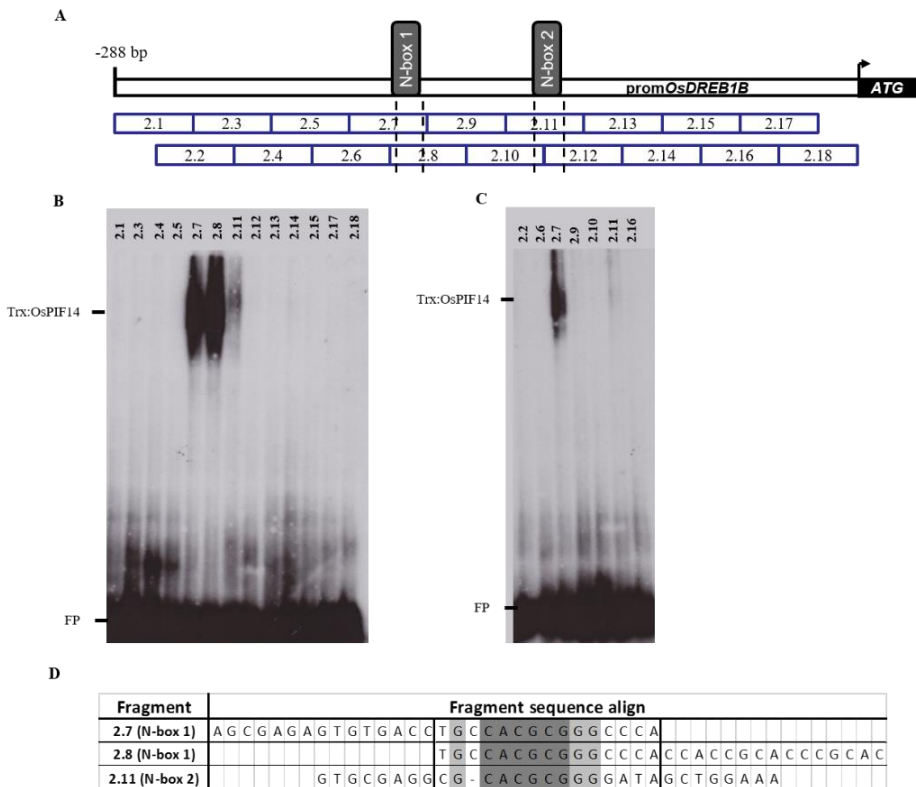 A
-288 bp
N-box 1
N-box 2
promOsDREB1B
ATG
2.1 2.3 2.5 2.7 2.9 2.11 2.13 2.15 2.17
2.2 2.4 2.6 2.8 2.10 2.12 2.14 2.16 2.18
B
2.1 2.3 2.4 2.5 2.7 2.8 2.11 2.12 2.13 2.14 2.15 2.17 2.18
Trx:OsPIF14
FP
C
2.2 2.6 2.7 2.9 2.10 2.11 2.16
Trx:OsPIF14
FP
D
Fragment Fragment sequence align
2.7 (N-box 1) A G C G A G A G T G T G A C C T G C C A C G C G G G C C C A
2.8 (N-box 1) T G C C A C G C G G G C C C A C C A C C G C A C C C G C A C
2.11 (N-box 2) G T G C G A G G C G - C A C G C G G G G A T A G C T G G A A A